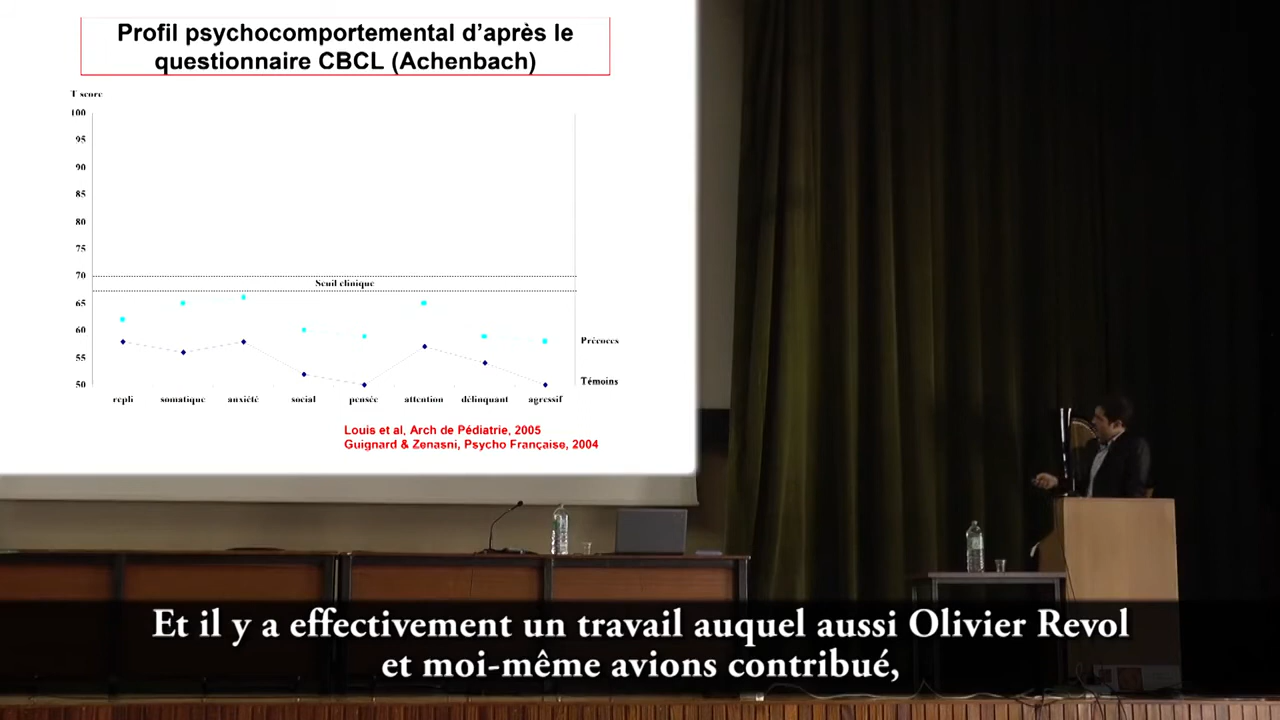 Profil psychocomportemental d'après le
questionnaire CBCL (Achenbach)
T score
100
95
90
85
80
75
70
65
60
55
50
Seuil clinique
Précoces
Témoins
repli
somatique
anxiété
social
pensée
attention
délinquant
agressif
Louis et al, Arch de Pédiatrie, 2005
Guignard & Zenasni, Psycho Française, 2004
Et il y a effectivement un travail auquel aussi Olivier Revol
et moi-même avions contribué,